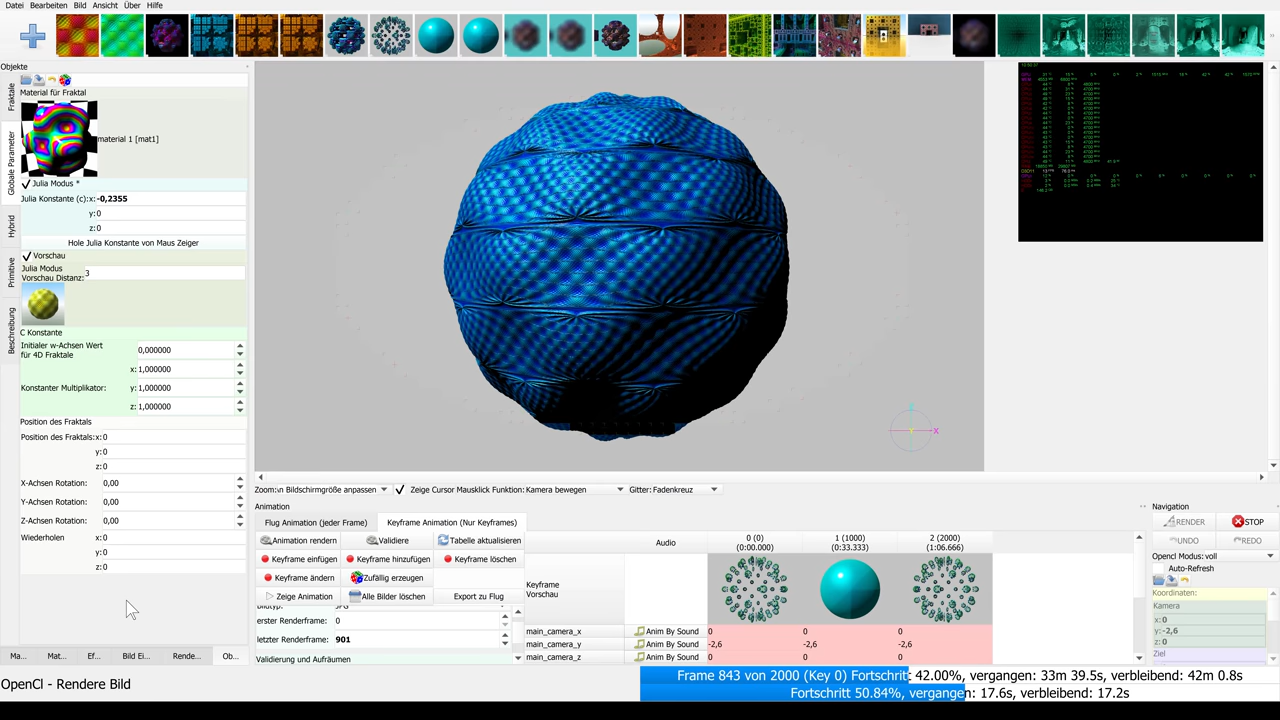 Datei Bearbeiten Bild Ansicht Über Hilfe
Objekte
Material für Fraktal
material 1 [mat1]
Julia Modus *
Julia Konstante (c):x:-0,2355
y:0
z:0
Hole Julia Konstante von Maus Zeiger
Vorschau
Julia Modus
Vorschau Distanz:3
C Konstante
Initialer w-Achsen Wert
für 4D Fraktale
0,000000
x:1,000000
Konstanter Multiplikator: y:1,000000
z:1,000000
Position des Fraktals
Position des Fraktals:x:0
y:0
z:0
X-Achsen Rotation: 0,00
Y-Achsen Rotation: 0,00
Z-Achsen Rotation: 0,00
Wiederholen x:0
y:0
z:0
Fraktale
Globale Parameter
Hybrid
Primitive
Beschreibung
Ma... Mat... Ef... Bild Ei... Rende... Ob...
X
Zoom:n Bildschirmgröße anpassen Zeige Cursor Mausklick Funktion: Kamera bewegen Gitter: Fadenkreuz
Animation
Flug Animation (jeder Frame) Keyframe Animation (Nur Keyframes)
Animation rendern Validiere Tabelle aktualisieren
Keyframe einfügen Keyframe hinzufügen Keyframe löschen
Keyframe ändern Zufällig erzeugen
Zeige Animation Alle Bilder löschen Export zu Flug
erster Renderframe: 0
letzter Renderframe: 901
Validierung und Aufräumen
Audio
0 (0)
(0:00.000)
1 (1000)
(0:33.333)
2 (2000)
(1:06.666)
Keyframe
Vorschau
main_camera_x Anim By Sound 0 0 0
main_camera_y Anim By Sound -2,6 -2,6 -2,6
main_camera_z Anim By Sound 0 0 0
Navigation
RENDER STOP
UNDO REDO
Opencl Modus: voll
Auto-Refresh
Koordinaten:
Kamera
x:0
y:-2,6
z:0
Ziel
OpenCl - Rendere Bild
Frame 843 von 2000 (Key 0) Fortschritt 42.00%, vergangen: 33m 39.5s, verbleibend: 42m 0.8s
Fortschritt 50.84%, vergangen: 17.6s, verbleibend: 17.2s